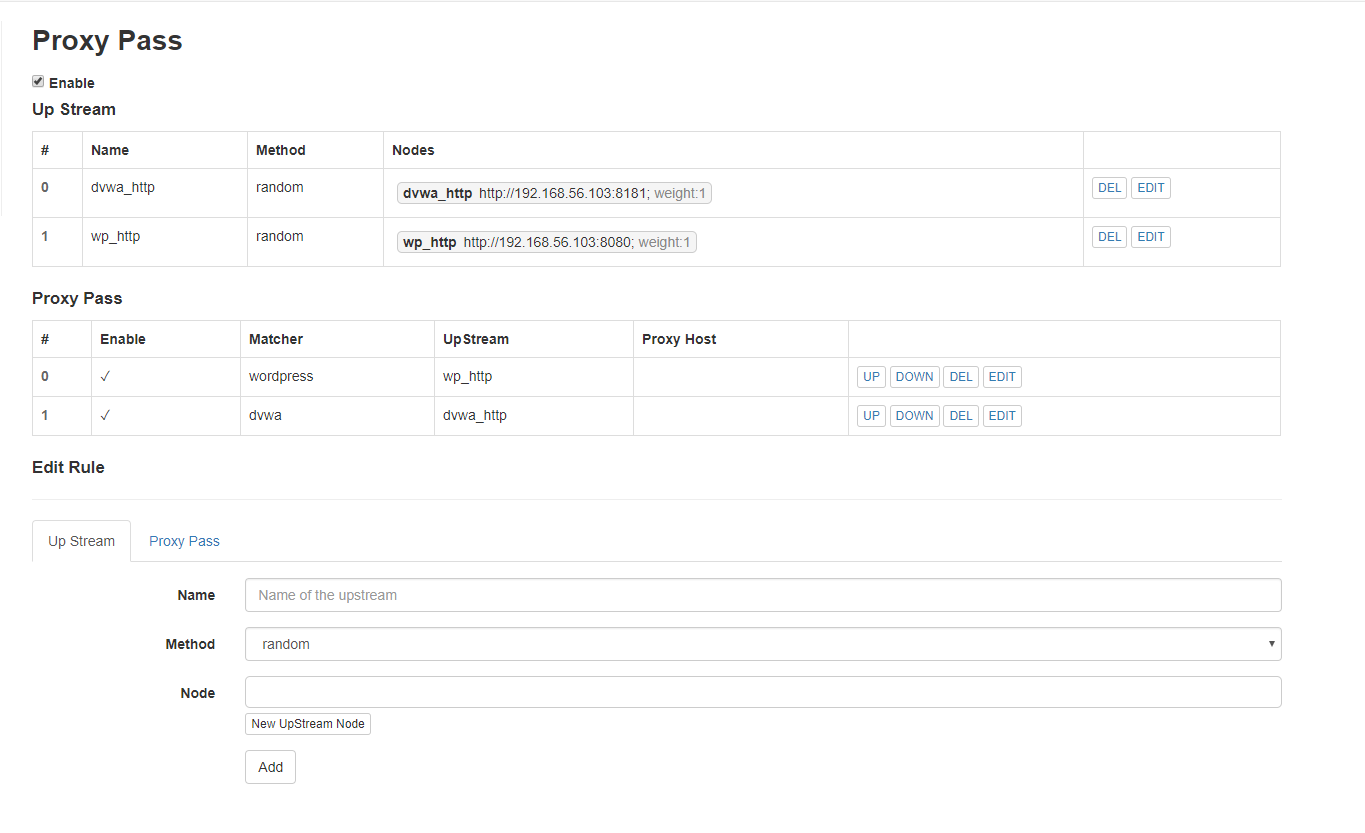 Proxy Pass
Enable
Up Stream
# Name Method Nodes
0 dvwa_http random dvwa_http http://192.168.56.103:8181; weight:1 DEL EDIT
1 wp_http random wp_http http://192.168.56.103:8080; weight:1 DEL EDIT
Proxy Pass
# Enable Matcher UpStream Proxy Host
0 ✓ wordpress wp_http UP DOWN DEL EDIT
1 ✓ dvwa dvwa_http UP DOWN DEL EDIT
Edit Rule
Up Stream Proxy Pass
Name Name of the upstream
Method random
Node
New UpStream Node
Add